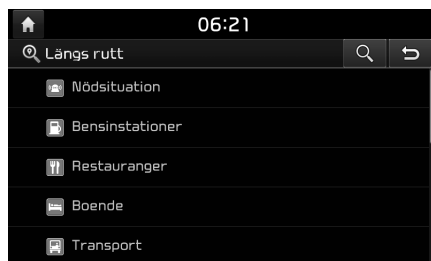 06:21
Längs rutt
Nödsituation
Bensinstationer
Restauranger
Boende
Transport